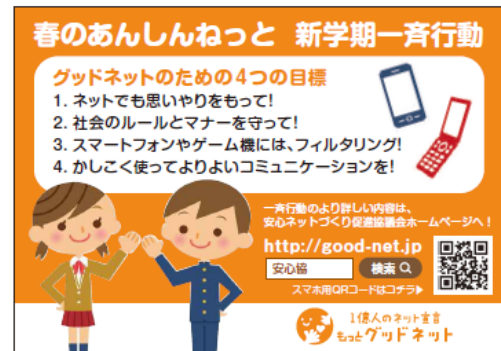 春のあんしんねっと 新学期一斉行動
グッドネットのための4つの目標
1. ネットでも思いやりをもって!
2. 社会のルールとマナーを守って!
3. スマートフォンやゲーム機には、フィルタリング!
4. かしこく使ってよりよいコミュニケーションを!
一斉行動のより詳しい内容は、
安心ネットづくり促進協議会ホームページへ!
http://good-net.jp
安心協 検索
スマホ用QRコードはコチラ▶
1億人のネット宣言
もっとグッドネット